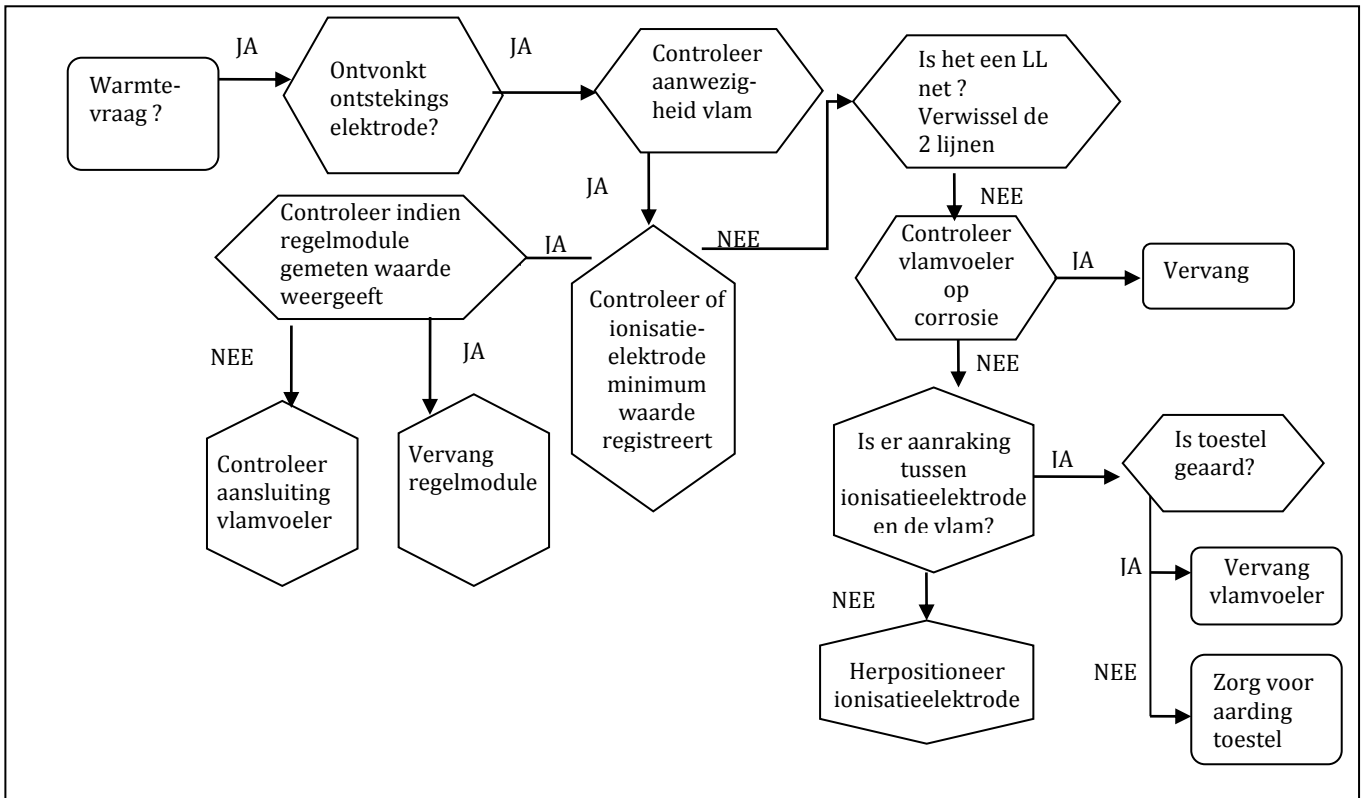 JA
Warmte-
vraag ?
Ontvonkt
ontstekings
elektrode?
JA
Controleer
aanwezig-
heid vlam
Is het een LL
net ?
Verwissel de
2 lijnen
JA
NEE
NEE
Controleer indien
regelmodule
gemeten waarde
weergeeft
JA
Controleer of
ionisatie-
elektrode
minimum
waarde
registreert
Controleer
vlamvoeler
op
corrosie
JA
Vervang
NEE
JA
NEE
Controleer
aansluiting
vlamvoeler
Vervang
regelmodule
Is er aanraking
tussen
ionisatieelektrode
en de vlam?
JA
Is toestel
geaard?
NEE
Herpositioneer
ionisatieelektrode
JA
Vervang
vlamvoeler
NEE
Zorg voor
aarding
toestel